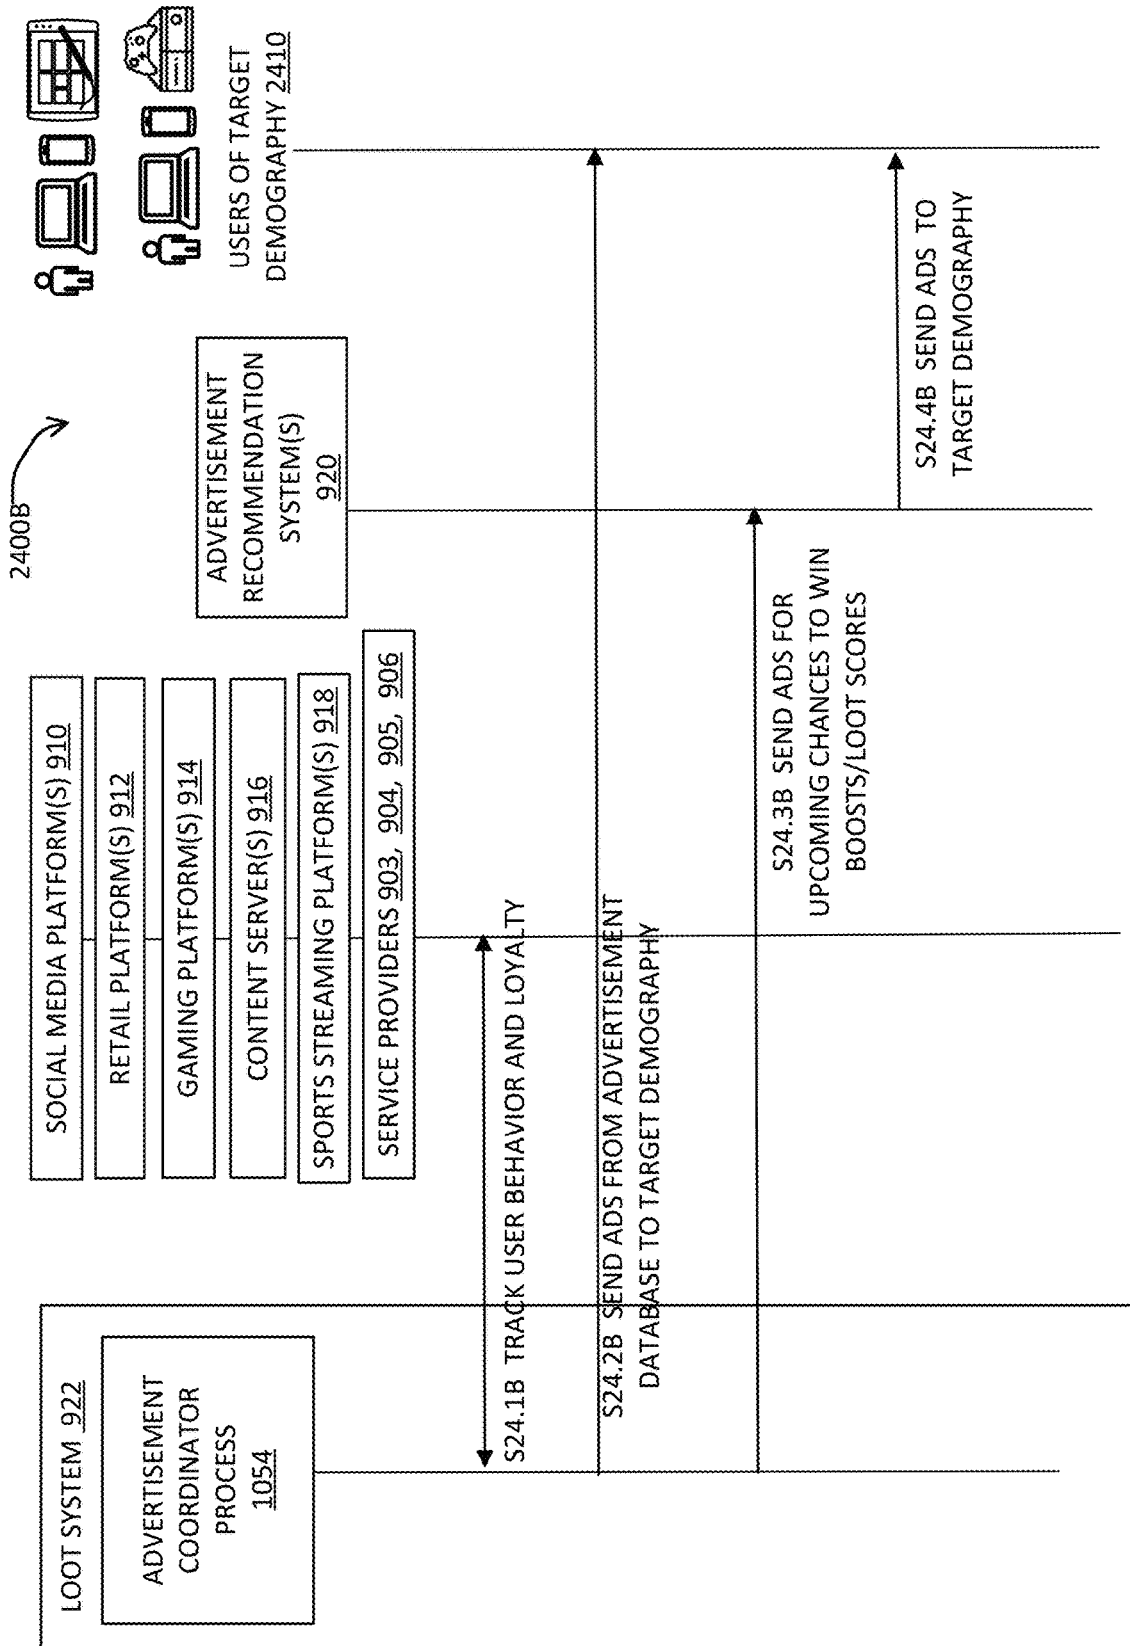 2400B
LOOT SYSTEM 922
ADVERTISEMENT
COORDINATOR
PROCESS
1054
SOCIAL MEDIA PLATFORM(S) 910
RETAIL PLATFORM(S) 912
GAMING PLATFORM(S) 914
CONTENT SERVER(S) 916
SPORTS STREAMING PLATFORM(S) 918
SERVICE PROVIDERS 903, 904, 905, 906
ADVERTISEMENT
RECOMMENDATION
SYSTEM(S)
920
USERS OF TARGET
DEMOGRAPHY 2410
S24.1B TRACK USER BEHAVIOR AND LOYALTY
S24.2B SEND ADS FROM ADVERTISEMENT
DATABASE TO TARGET DEMOGRAPHY
S24.3B SEND ADS FOR
UPCOMING CHANCES TO WIN
BOOSTS/LOOT SCORES
S24.4B SEND ADS TO
TARGET DEMOGRAPHY